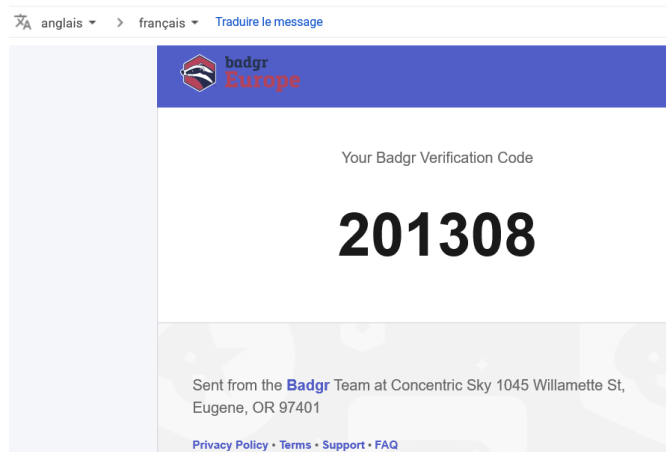 anglais français Traduire le message
badgr
Europe
Your Badgr Verification Code
201308
Sent from the Badgr Team at Concentric Sky 1045 Willamette St,
Eugene, OR 97401
Privacy Policy • Terms • Support • FAQ